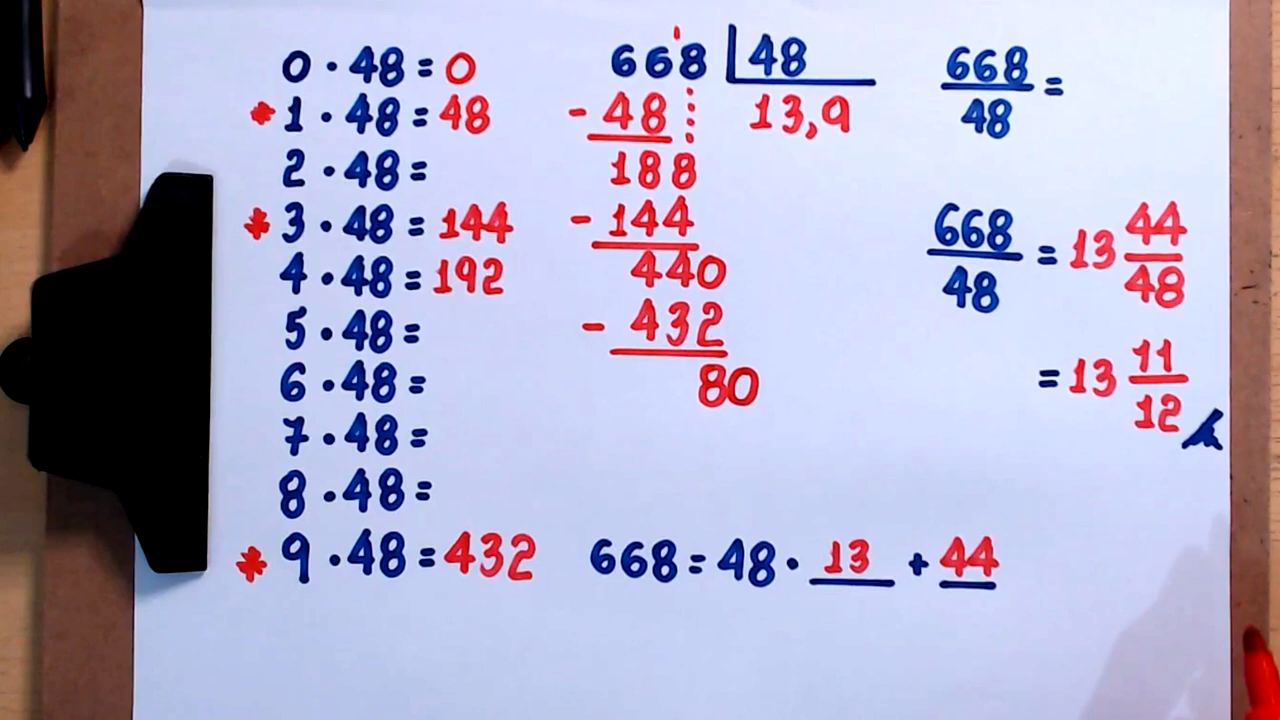 0 · 48 = 0
* 1 · 48 = 48
2 · 48 =
* 3 · 48 = 144
4 · 48 = 192
5 · 48 =
6 · 48 =
7 · 48 =
8 · 48 =
* 9 · 48 = 432
668 48
- 48 13,9
188
- 144
440
- 432
80
668 = 48 · 13 + 44
668/48 =
668/48 = 13 44/48
= 13 11/12